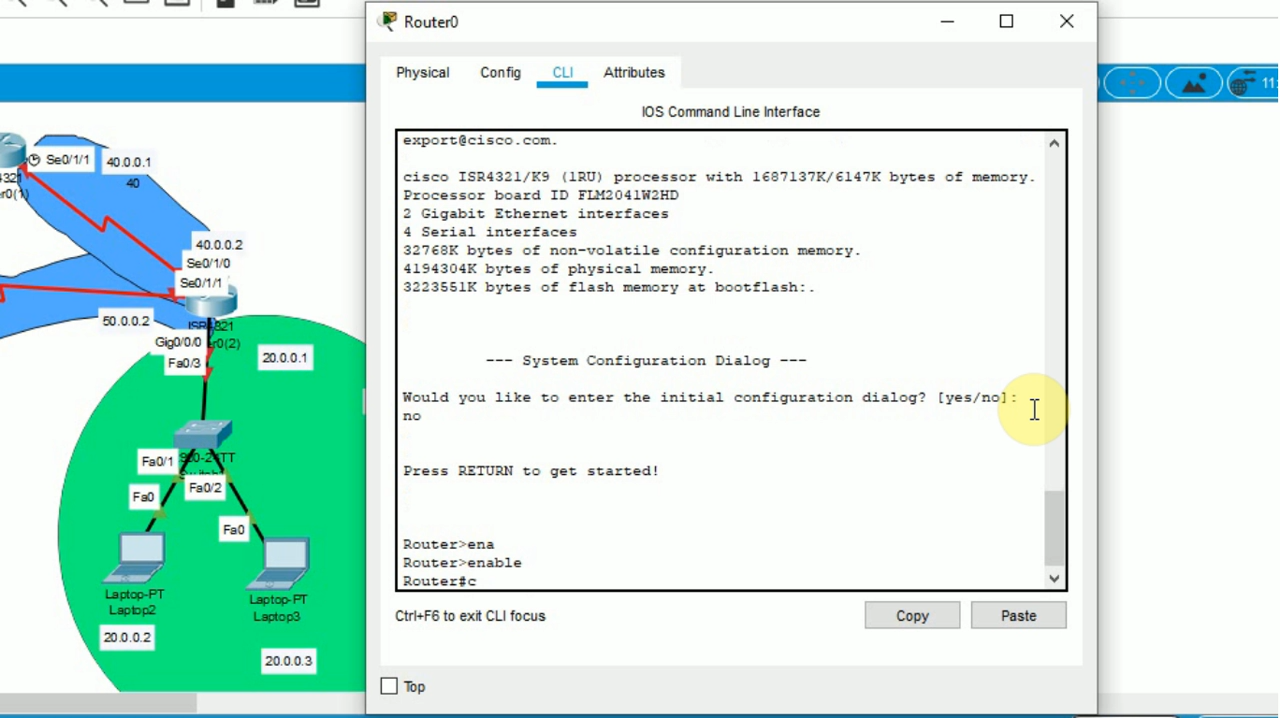 Router0
Physical
Config
CLI
Attributes
IOS Command Line Interface
export@cisco.com.
cisco ISR4321/K9 (1RU) processor with 1687137K/6147K bytes of memory.
Processor board ID FLM2041W2HD
2 Gigabit Ethernet interfaces
4 Serial interfaces
32768K bytes of non-volatile configuration memory.
4194304K bytes of physical memory.
3223551K bytes of flash memory at bootflash:.
--- System Configuration Dialog ---
Would you like to enter the initial configuration dialog? [yes/no]:
no
Press RETURN to get started!
Router>ena
Router>enable
Router#c
Ctrl+F6 to exit CLI focus
Copy
Paste
Top
Se0/1/1
40.0.0.1
40
40.0.0.2
Se0/1/0
Se0/1/1
50.0.0.2
Gig0/0/0
Fa0/3
20.0.0.1
Fa0/1
Fa0/2
Fa0
Fa0
Laptop-PT
Laptop2
Laptop-PT
Laptop3
20.0.0.2
20.0.0.3